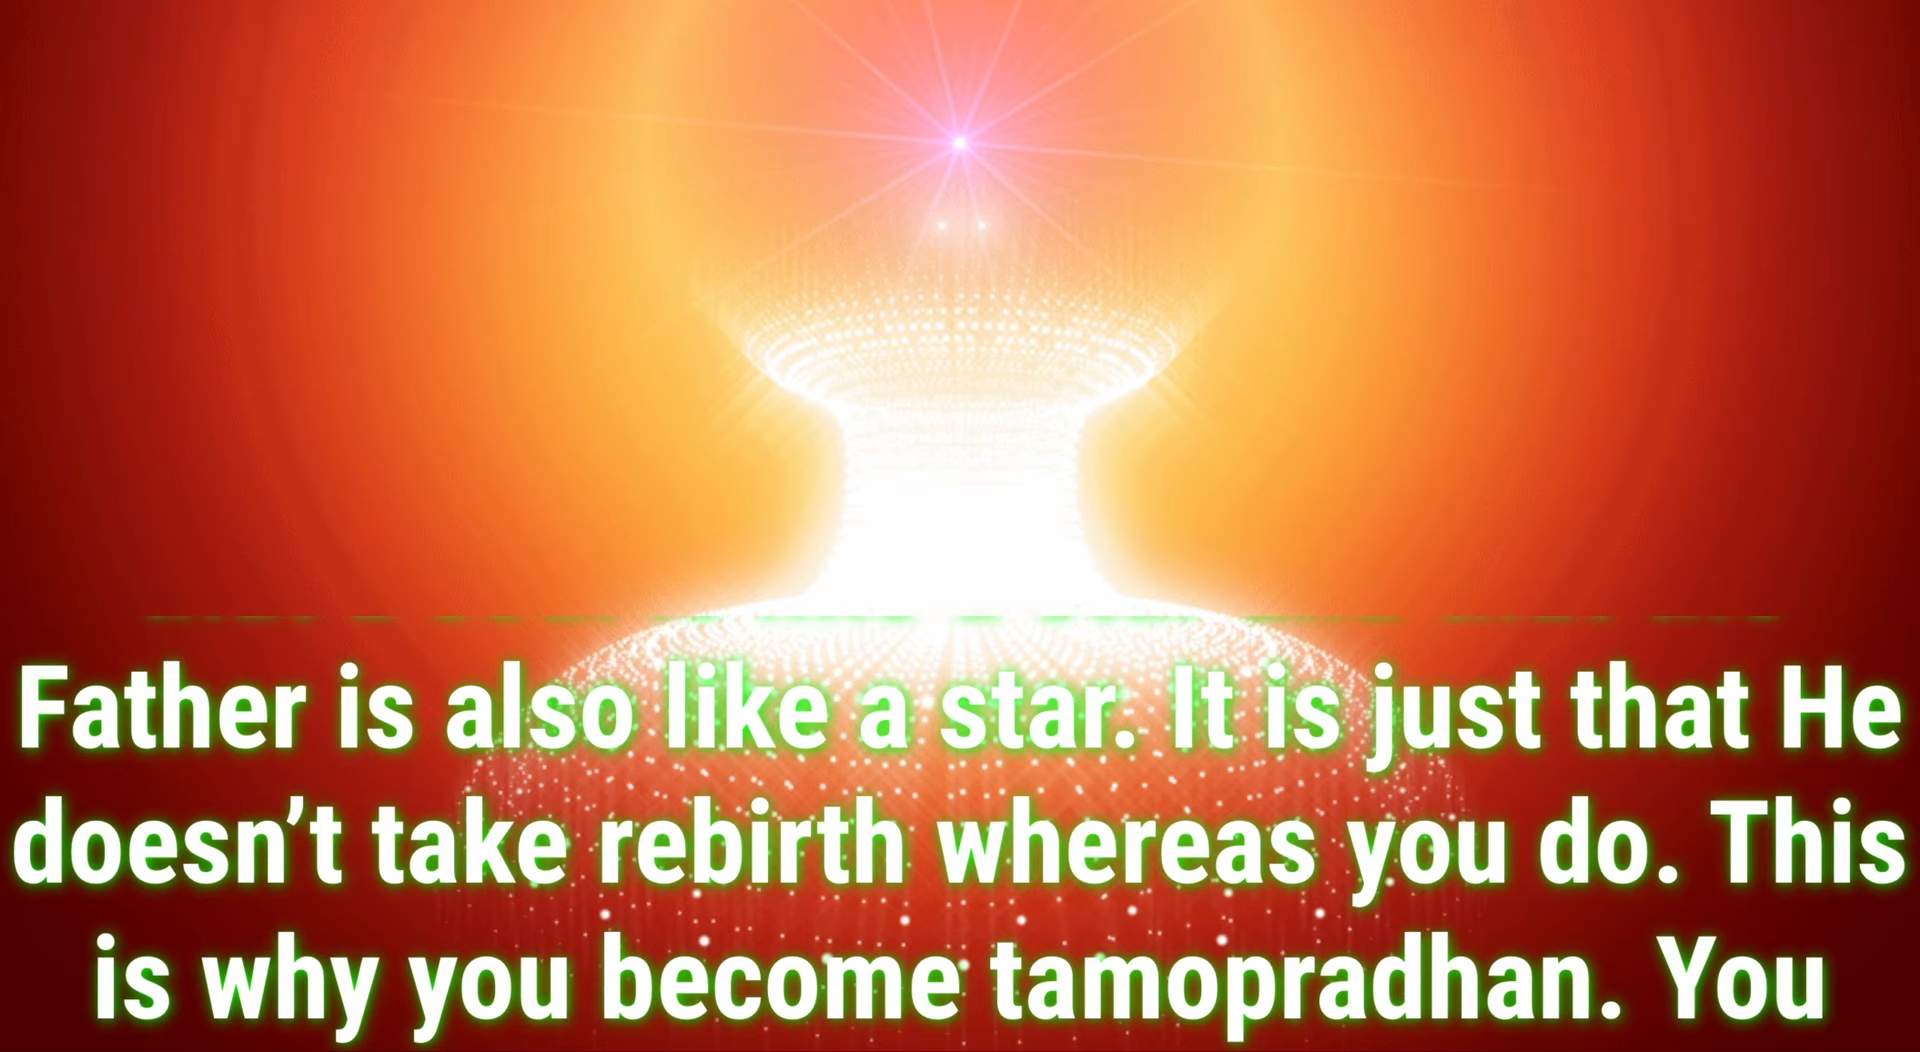 Father is also like a star. It is just that He
doesn’t take rebirth whereas you do. This
is why you become tamopradhan. You